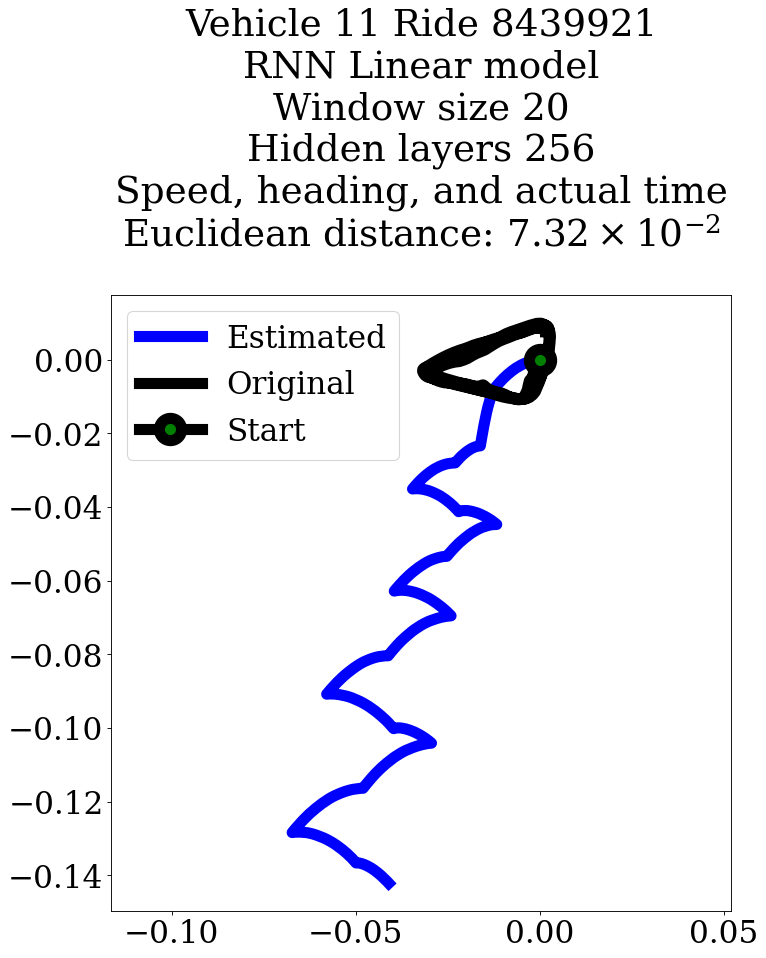 Vehicle 11 Ride 8439921
RNN Linear model
Window size 20
Hidden layers 256
Speed, heading, and actual time
Euclidean distance: 7.32 × 10⁻²
Estimated
Original
Start
0.00
−0.02
−0.04
−0.06
−0.08
−0.10
−0.12
−0.14
−0.10 −0.05 0.00 0.05